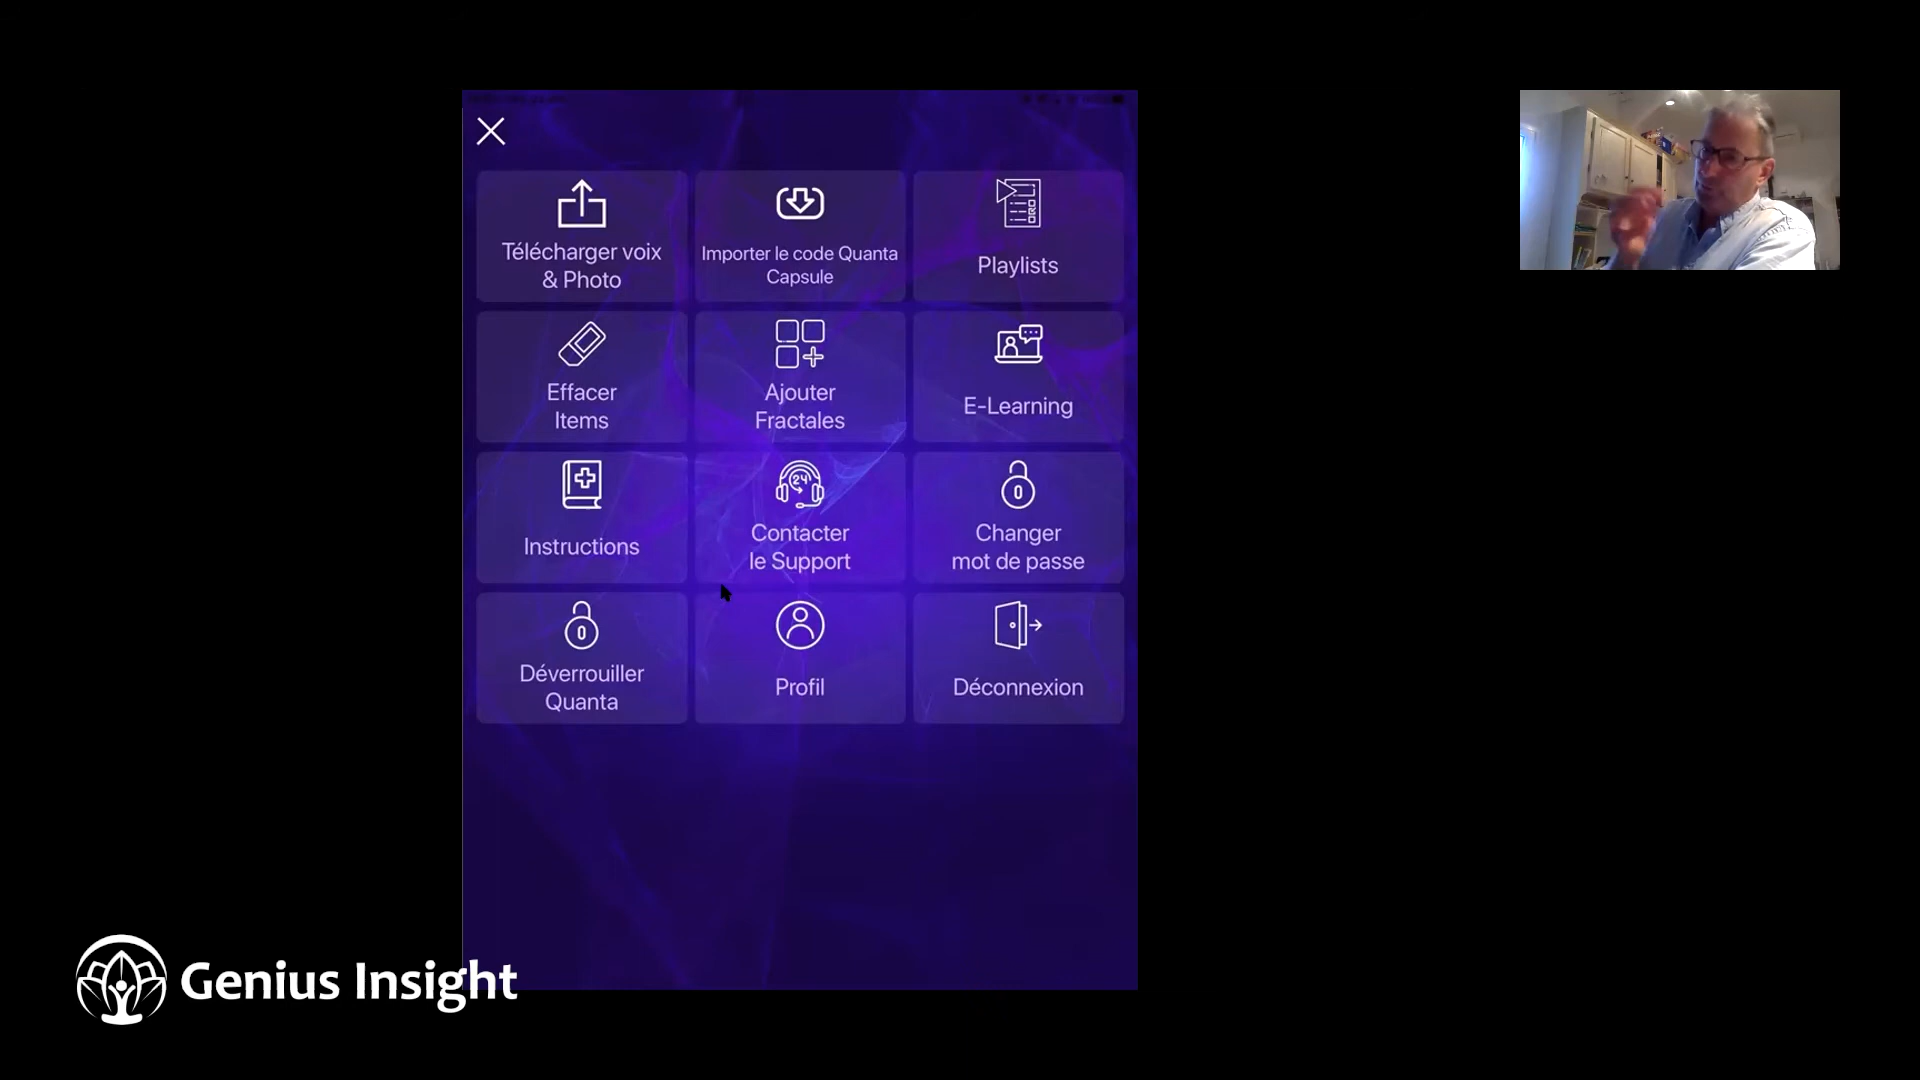 Télécharger voix
& Photo
Importer le code Quanta
Capsule
Playlists
Effacer
Items
Ajouter
Fractales
E-Learning
Instructions
24
Contacter
le Support
Changer
mot de passe
Déverrouiller
Quanta
Profil
Déconnexion
Genius Insight